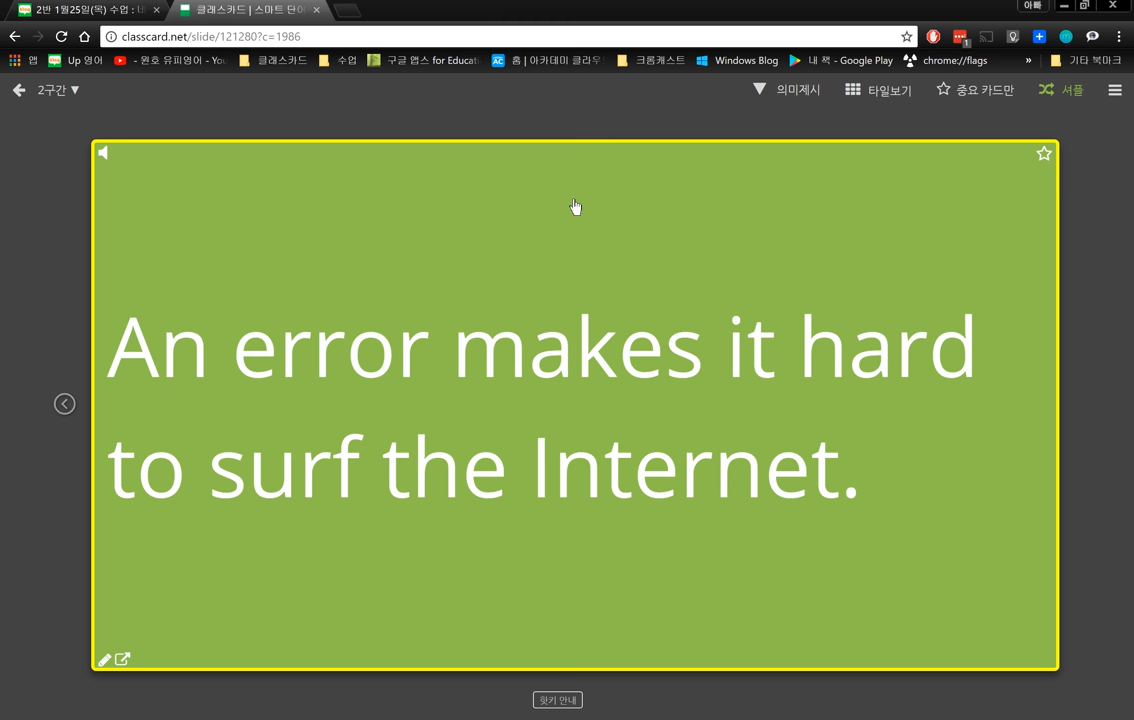 2반 1월25일(목) 수업 : 네
클래스카드 | 스마트 단어
아빠
classcard.net/slide/121280?c=1986
1
앱 Up 영어 - 원호 유피영어 - You 클래스카드 수업 구글 앱스 for Educati 홈 | 아카데미 클라우드 크롬캐스트 Windows Blog 내 책 - Google Play chrome://flags » 기타 북마크
2구간 ▼ ▼ 의미제시 타일보기 중요 카드만 셔플
An error makes it hard
to surf the Internet.
핫키 안내